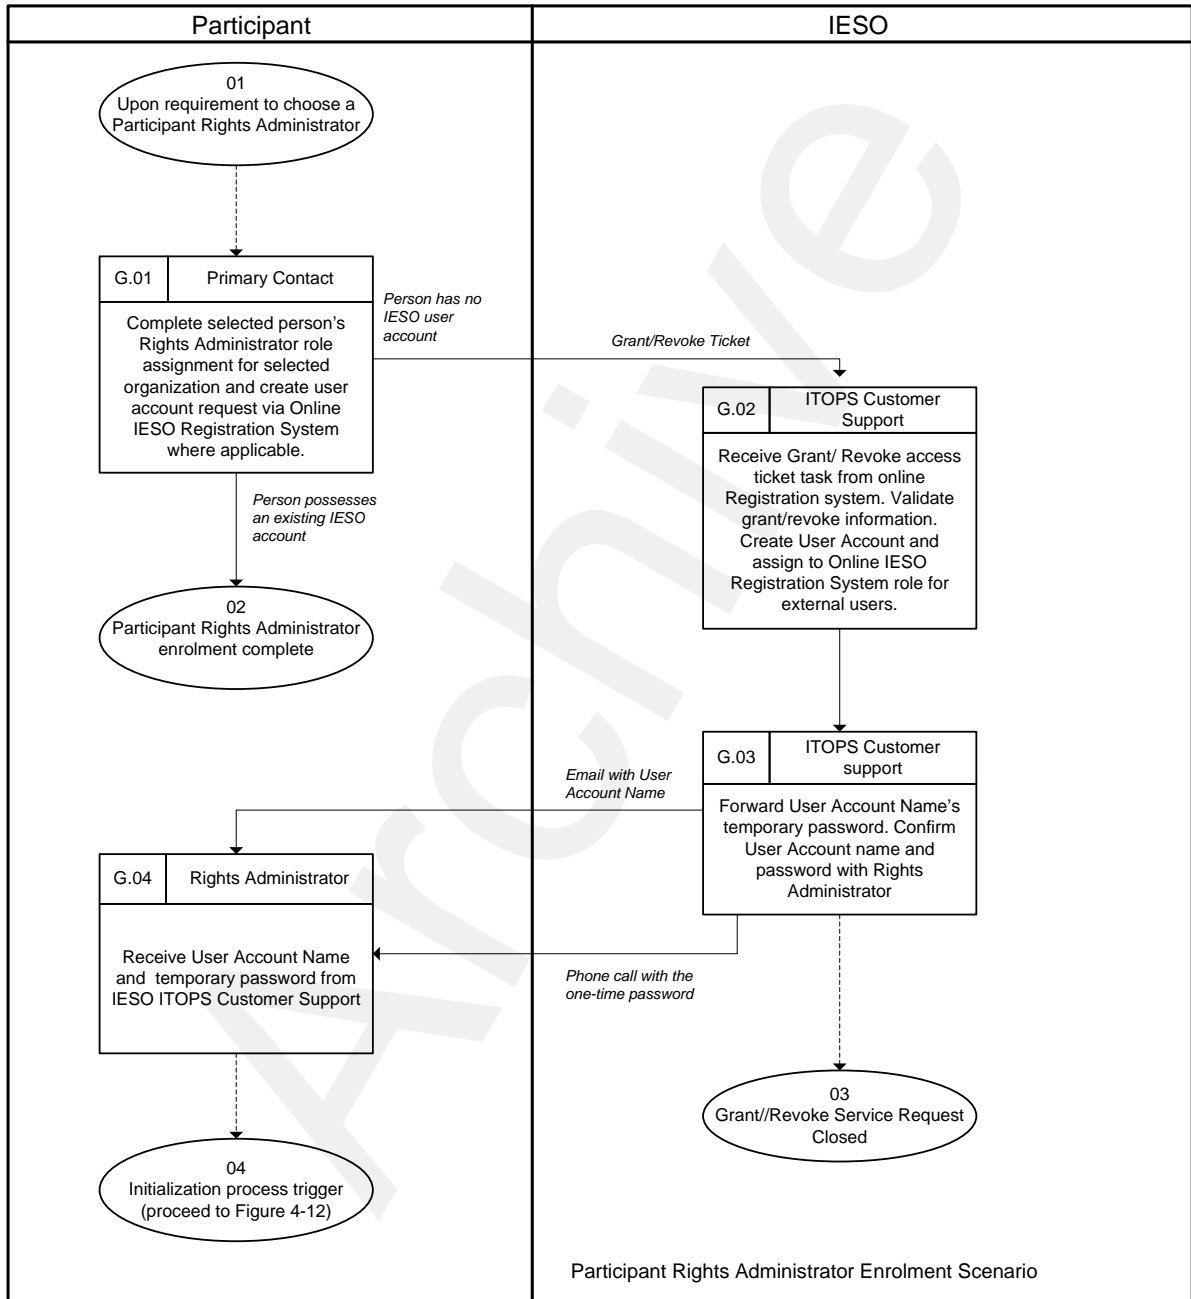 Participant
IESO
01
Upon requirement to choose a
Participant Rights Administrator
G.01
Primary Contact
Complete selected person's
Rights Administrator role
assignment for selected
organization and create user
account request via Online
IESO Registration System
where applicable.
Person has no
IESO user
account
Grant/Revoke Ticket
G.02
ITOPS Customer
Support
Receive Grant/ Revoke access
ticket task from online
Registration system. Validate
grant/revoke information.
Create User Account and
assign to Online IESO
Registration System role for
external users.
Person possesses
an existing IESO
account
02
Participant Rights Administrator
enrolment complete
G.03
ITOPS Customer
support
Forward User Account Name's
temporary password. Confirm
User Account name and
password with Rights
Administrator
Email with User
Account Name
G.04
Rights Administrator
Receive User Account Name
and temporary password from
IESO ITOPS Customer Support
Phone call with the
one-time password
03
Grant//Revoke Service Request
Closed
04
Initialization process trigger
(proceed to Figure 4-12)
Participant Rights Administrator Enrolment Scenario
Archive